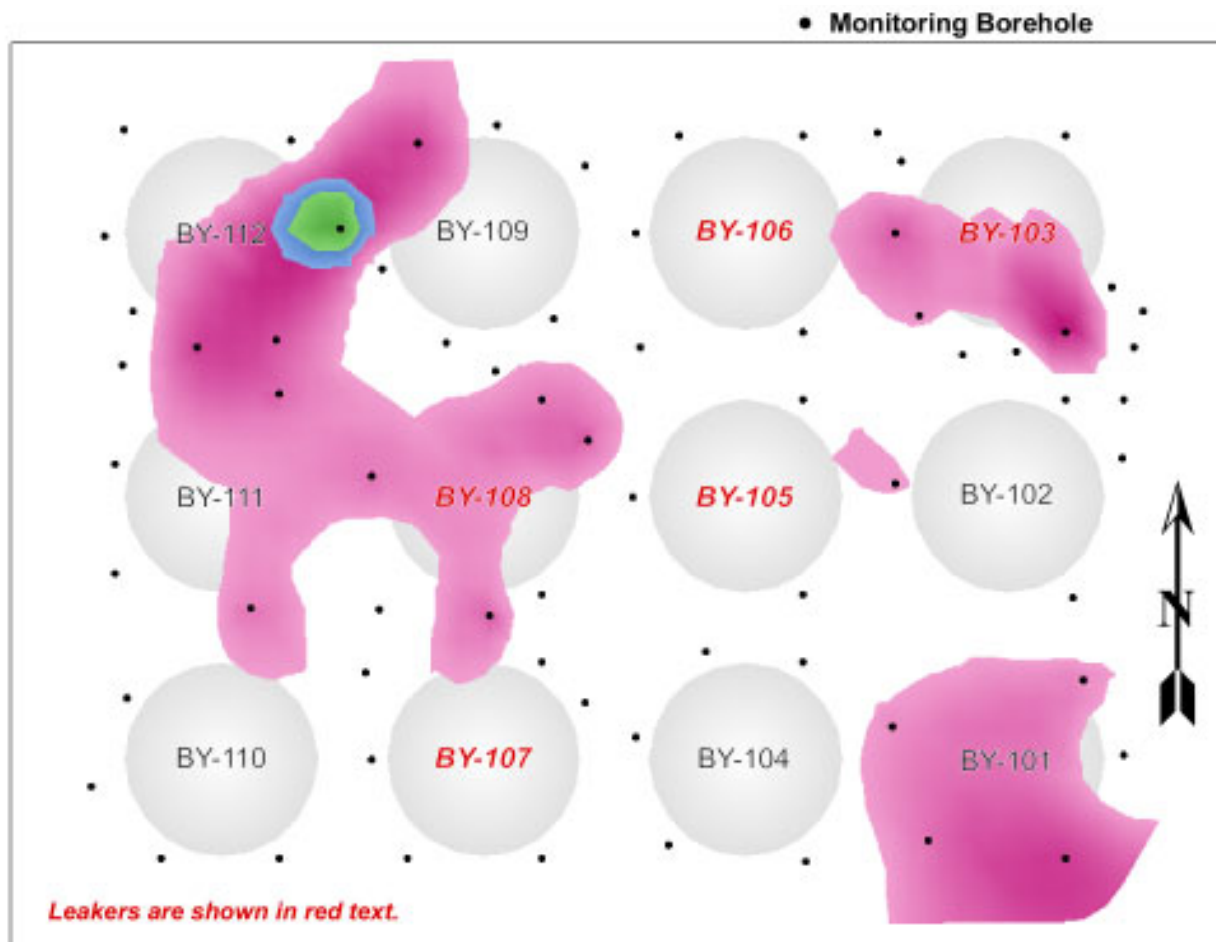 Monitoring Borehole
BY-112
BY-109
BY-106
BY-103
BY-111
BY-108
BY-105
BY-102
N
BY-110
BY-107
BY-104
BY-101
Leakers are shown in red text.